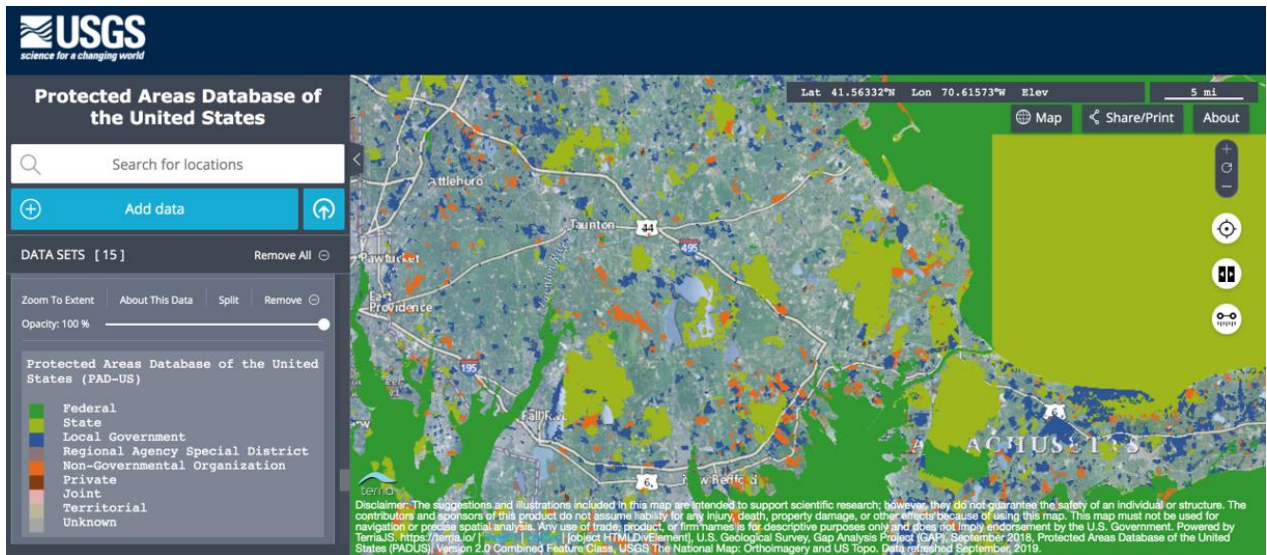 USGS
science for a changing world
Protected Areas Database of
the United States
Search for locations
Add data
DATA SETS [ 15 ]
Remove All
Zoom To Extent
About This Data
Split
Remove
Opacity: 100 %
Protected Areas Database of the United
States (PAD-US)
Federal
State
Local Government
Regional Agency Special District
Non-Governmental Organization
Private
Joint
Territorial
Unknown
Lat 41.56332°N Lon 70.61573°W Elev
5 mi
Map
Share/Print
About
Attleboro
Taunton
44
495
Pawtucket
East
Providence
195
Fall
6
6
New Bedford
ACHUSETTS
terria
Disclaimer: The suggestions and illustrations included in this map are intended to support scientific research; however, they do not guarantee the safety of an individual or structure. The
contributors and sponsors of this product do not assume liability for any injury, death, property damage, or other effects because of using this map. This map must not be used for
navigation or precise spatial analysis. Any use of trade, product, or firm names is for descriptive purposes only and does not imply endorsement by the U.S. Government. Powered by
TerriaJS. https://terria.io/ | | [object HTMLDivElement], U.S. Geological Survey, Gap Analysis Project (GAP), September 2018, Protected Areas Database of the United
States (PADUS), Version 2.0 Combined Feature Class, USGS The National Map: Orthoimagery and US Topo. Data refreshed September, 2019.